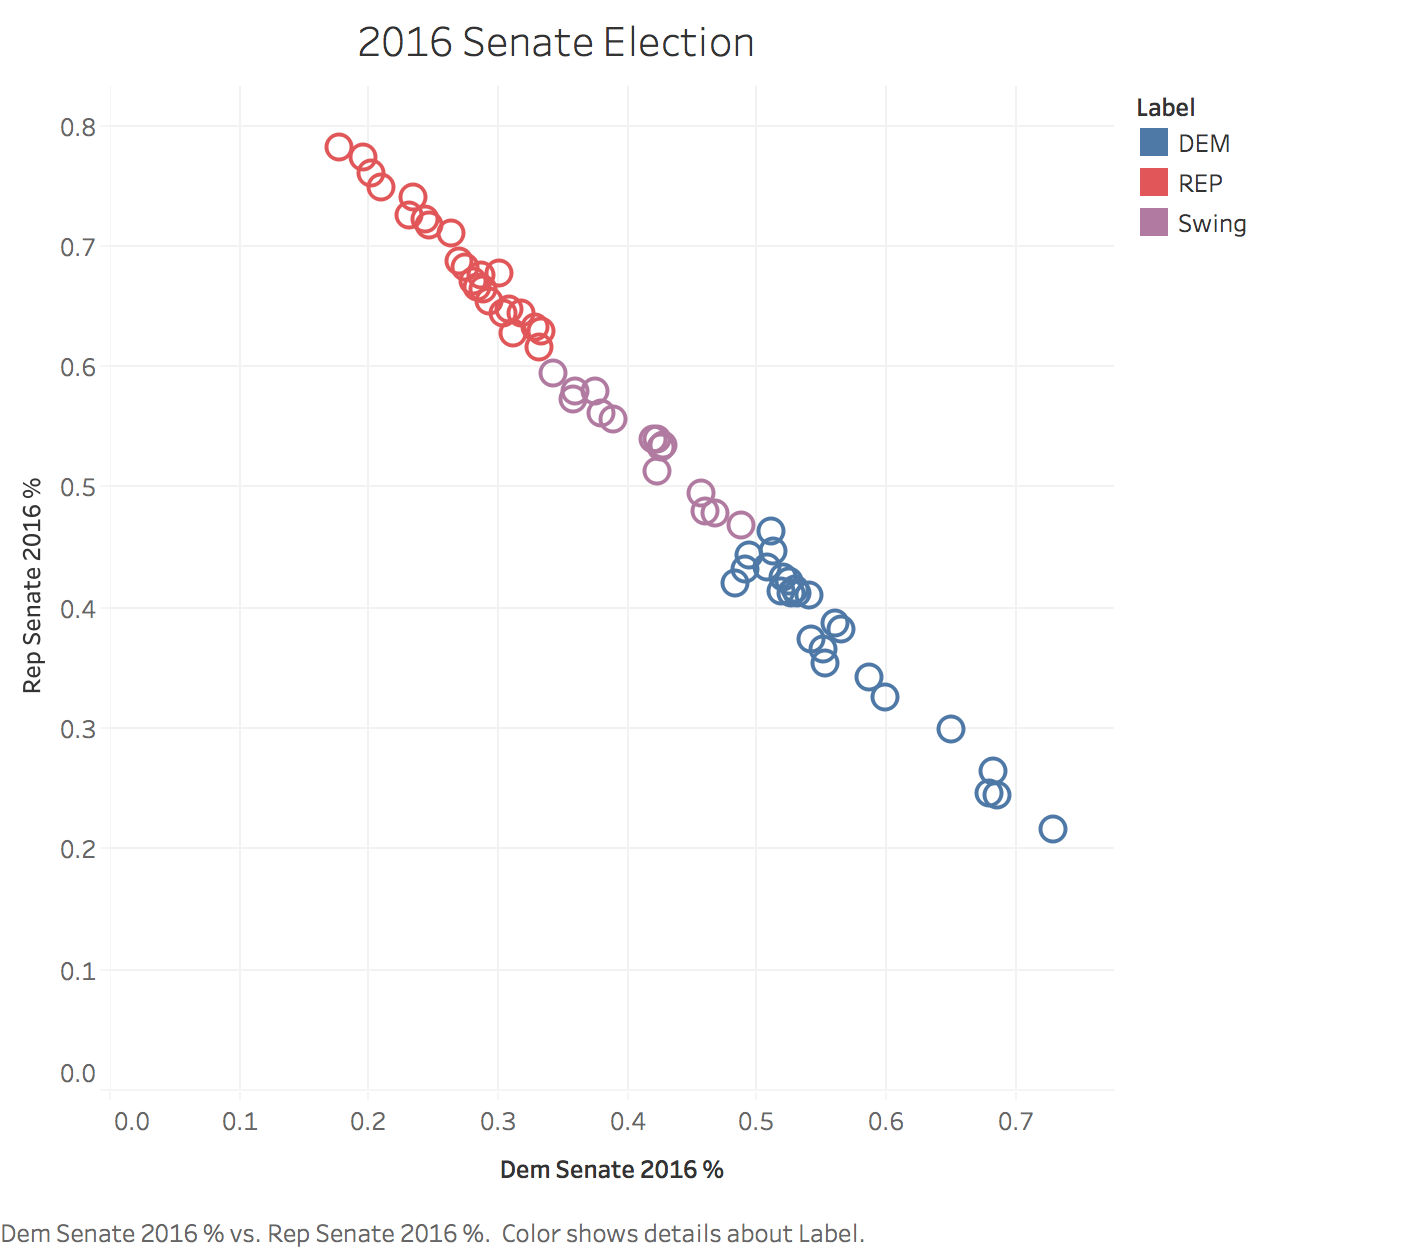 2016 Senate Election
Label
DEM
REP
Swing
Rep Senate 2016 %
0.8
0.7
0.6
0.5
0.4
0.3
0.2
0.1
0.0
0.0 0.1 0.2 0.3 0.4 0.5 0.6 0.7
Dem Senate 2016 %
Dem Senate 2016 % vs. Rep Senate 2016 %. Color shows details about Label.